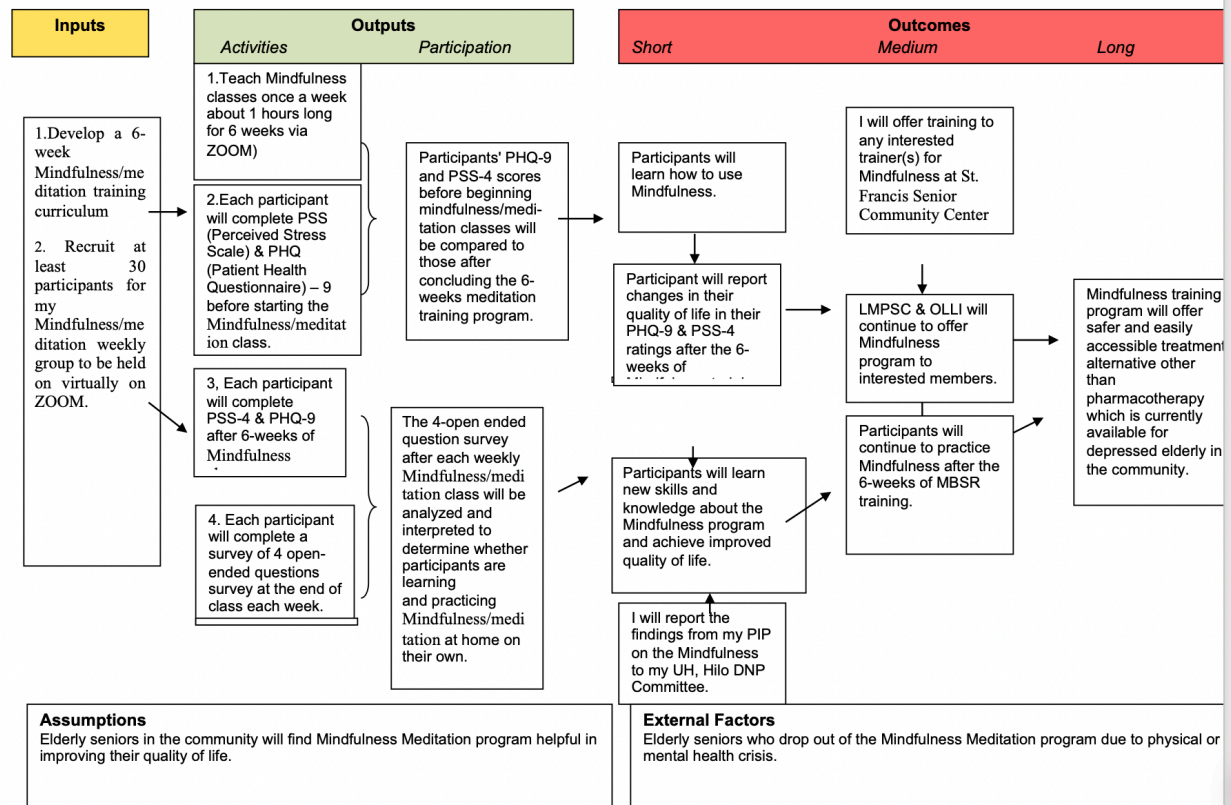 Inputs
Outputs
Activities
Participation
Outcomes
Short
Medium
Long
1.Develop a 6-
week
Mindfulness/me
ditation training
curriculum
2. Recruit at
least 30
participants for
my
Mindfulness/me
ditation weekly
group to be held
on virtually on
ZOOM.
1.Teach Mindfulness
classes once a week
about 1 hours long
for 6 weeks via
ZOOM)
2.Each participant
will complete PSS
(Perceived Stress
Scale) & PHQ
(Patient Health
Questionnaire) – 9
before starting the
Mindfulness/meditat
ion class.
3, Each participant
will complete
PSS-4 & PHQ-9
after 6-weeks of
Mindfulness
4. Each participant
will complete a
survey of 4 open-
ended questions
survey at the end of
class each week.
Participants' PHQ-9
and PSS-4 scores
before beginning
mindfulness/medi-
tation classes will
be compared to
those after
concluding the 6-
weeks meditation
training program.
The 4-open ended
question survey
after each weekly
Mindfulness/medi
tation class will be
analyzed and
interpreted to
determine whether
participants are
learning
and practicing
Mindfulness/medi
tation at home on
their own.
Participants will
learn how to use
Mindfulness.
Participant will report
changes in their
quality of life in their
PHQ-9 & PSS-4
ratings after the 6-
weeks of
Participants will learn
new skills and
knowledge about the
Mindfulness program
and achieve improved
quality of life.
I will report the
findings from my PIP
on the Mindfulness
to my UH, Hilo DNP
Committee.
I will offer training to
any interested
trainer(s) for
Mindfulness at St.
Francis Senior
Community Center
LMPSC & OLLI will
continue to offer
Mindfulness
program to
interested members.
Participants will
continue to practice
Mindfulness after the
6-weeks of MBSR
training.
Mindfulness training
program will offer
safer and easily
accessible treatment
alternative other
than
pharmacotherapy
which is currently
available for
depressed elderly in
the community.
Assumptions
Elderly seniors in the community will find Mindfulness Meditation program helpful in
improving their quality of life.
External Factors
Elderly seniors who drop out of the Mindfulness Meditation program due to physical or
mental health crisis.